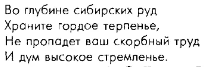 Во глубине сибирских руд
Храните гордое терпенье,
Не пропадет ваш скорбный труд
И дум высокое стремленье.